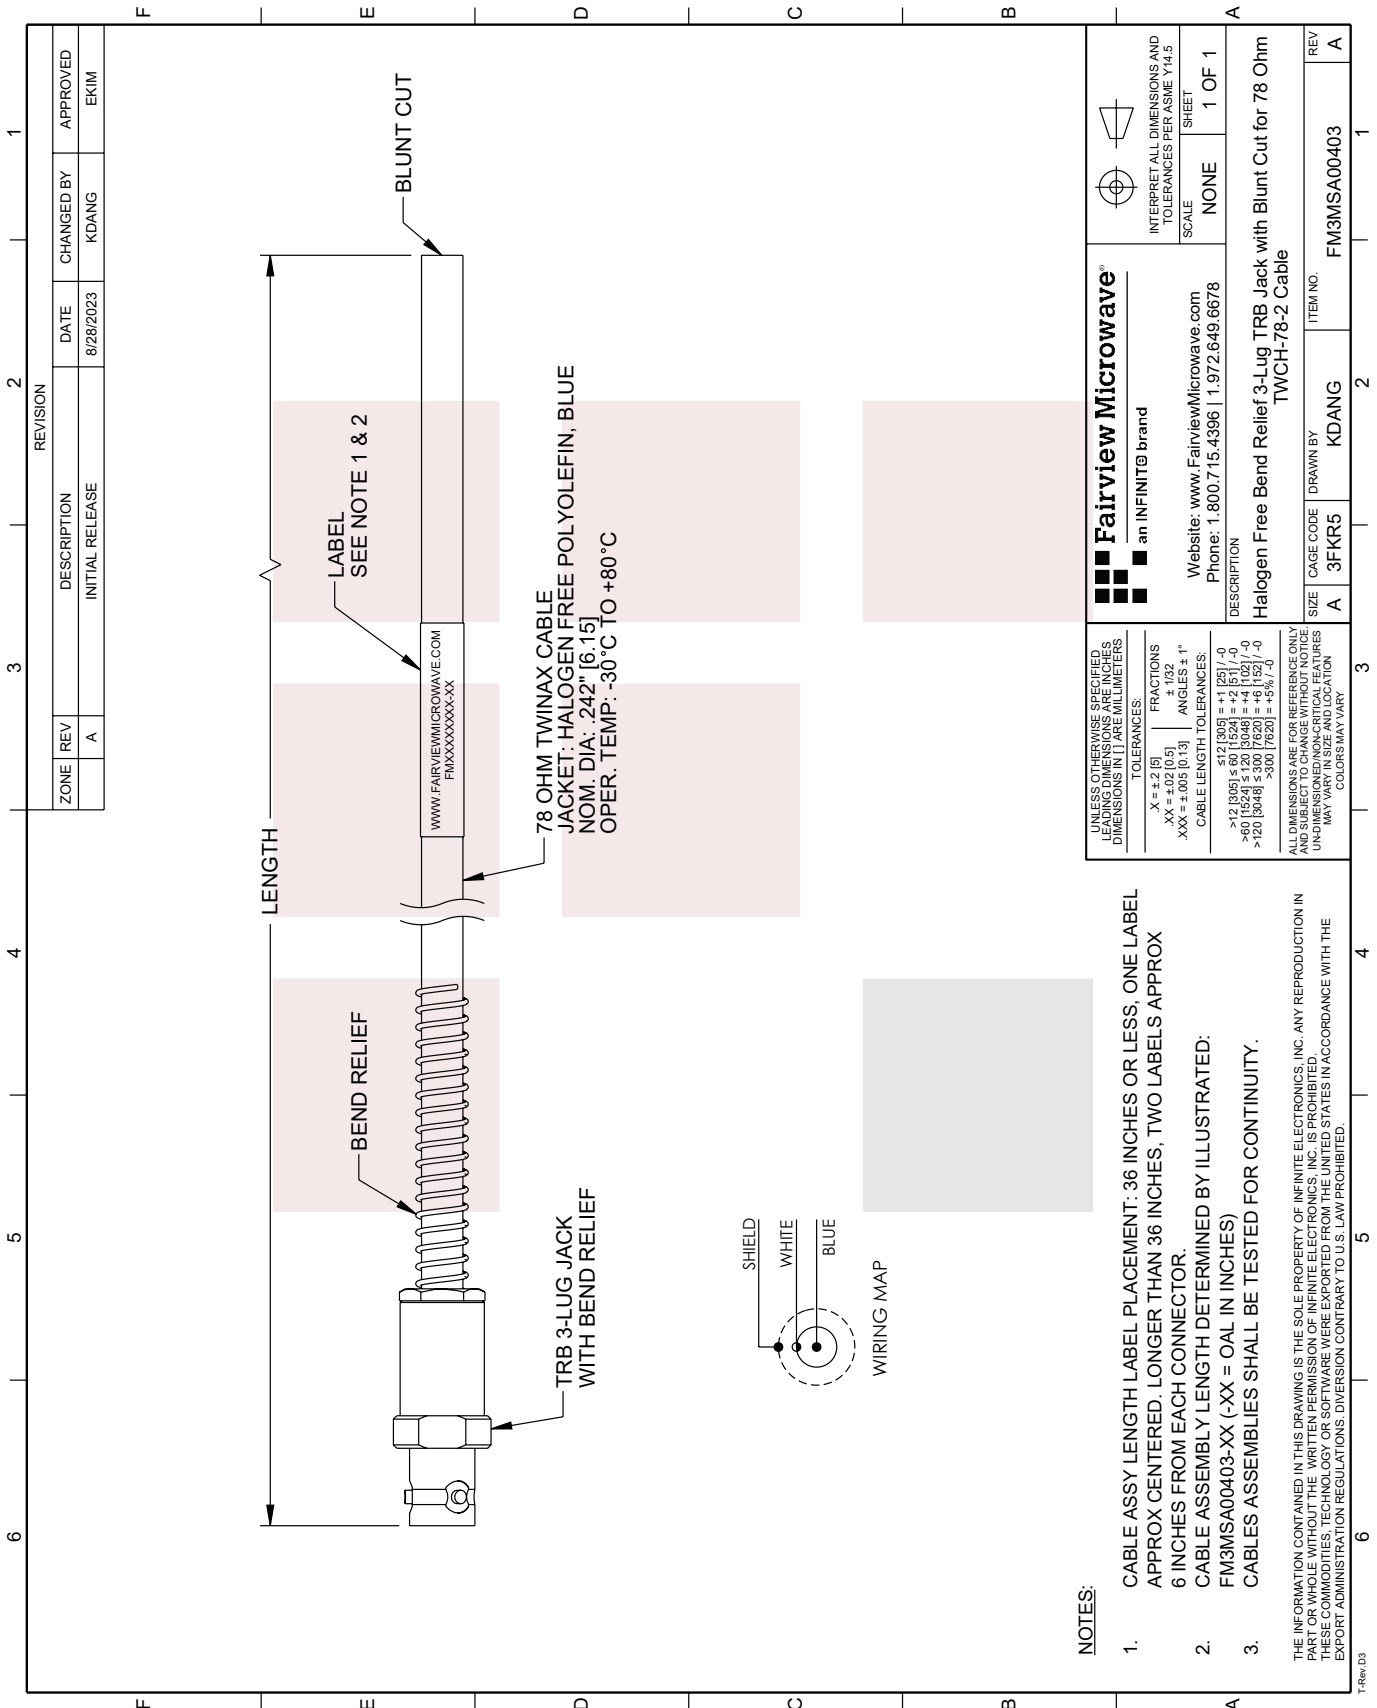 6
5
4
3
2
1
F
E
D
C
B
A
REVISION
ZONE
REV
DESCRIPTION
DATE
CHANGED BY
APPROVED
A
INITIAL RELEASE
8/28/2023
KDANG
EKIM
LENGTH
BEND RELIEF
LABEL
SEE NOTE 1 & 2
BLUNT CUT
WWW.FAIRVIEWMICROWAVE.COM
FMXXXXXXXXX-XX
78 OHM TWINAX CABLE
JACKET: HALOGEN FREE POLYOLEFIN, BLUE
NOM. DIA: .242" [6.15]
OPER. TEMP: -30°C TO +80°C
TRB 3-LUG JACK
WITH BEND RELIEF
SHIELD
WHITE
BLUE
WIRING MAP
NOTES:
1. CABLE ASSY LENGTH LABEL PLACEMENT: 36 INCHES OR LESS, ONE LABEL
APPROX CENTERED. LONGER THAN 36 INCHES, TWO LABELS APPROX
6 INCHES FROM EACH CONNECTOR.
2. CABLE ASSEMBLY LENGTH DETERMINED BY ILLUSTRATED:
FM3MSA00403-XX (-XX = OAL IN INCHES)
3. CABLES ASSEMBLIES SHALL BE TESTED FOR CONTINUITY.
THE INFORMATION CONTAINED IN THIS DRAWING IS THE SOLE PROPERTY OF INFINITE ELECTRONICS, INC. ANY REPRODUCTION IN
PART OR WHOLE WITHOUT THE WRITTEN PERMISSION OF INFINITE ELECTRONICS, INC. IS PROHIBITED.
THESE COMMODITIES, TECHNOLOGY OR SOFTWARE WERE EXPORTED FROM THE UNITED STATES IN ACCORDANCE WITH THE
EXPORT ADMINISTRATION REGULATIONS. DIVERSION CONTRARY TO U.S. LAW PROHIBITED.
UNLESS OTHERWISE SPECIFIED
LEADING DIMENSIONS ARE INCHES
DIMENSIONS IN [ ] ARE MILLIMETERS
TOLERANCES:
.X = ±.2 [5]
.XX = ±.02 [0.5]
.XXX = ±.005 [0.13]
FRACTIONS
± 1/32
ANGLES ± 1°
CABLE LENGTH TOLERANCES:
≤12 [305] = +1 [25] / -0
>12 [305] ≤ 60 [1524] = +2 [51] / -0
>60 [1524] ≤ 120 [3048] = +4 [102] / -0
>120 [3048] ≤ 300 [7620] = +6 [152] / -0
>300 [7620] = +5% / -0
ALL DIMENSIONS ARE FOR REFERENCE ONLY
AND SUBJECT TO CHANGE WITHOUT NOTICE.
UN-DIMENSIONED/NON-CRITICAL FEATURES
MAY VARY IN SIZE AND LOCATION
COLORS MAY VARY
Fairview Microwave®
an INFINIT® brand
Website: www.FairviewMicrowave.com
Phone: 1.800.715.4396 | 1.972.649.6678
INTERPRET ALL DIMENSIONS AND
TOLERANCES PER ASME Y14.5
SCALE
NONE
SHEET
1 OF 1
DESCRIPTION
Halogen Free Bend Relief 3-Lug TRB Jack with Blunt Cut for 78 Ohm
TWCH-78-2 Cable
SIZE
A
CAGE CODE
3FKR5
DRAWN BY
KDANG
ITEM NO.
FM3MSA00403
REV
A
F
E
D
C
B
A
6
5
4
3
2
1
T-Rev.D3